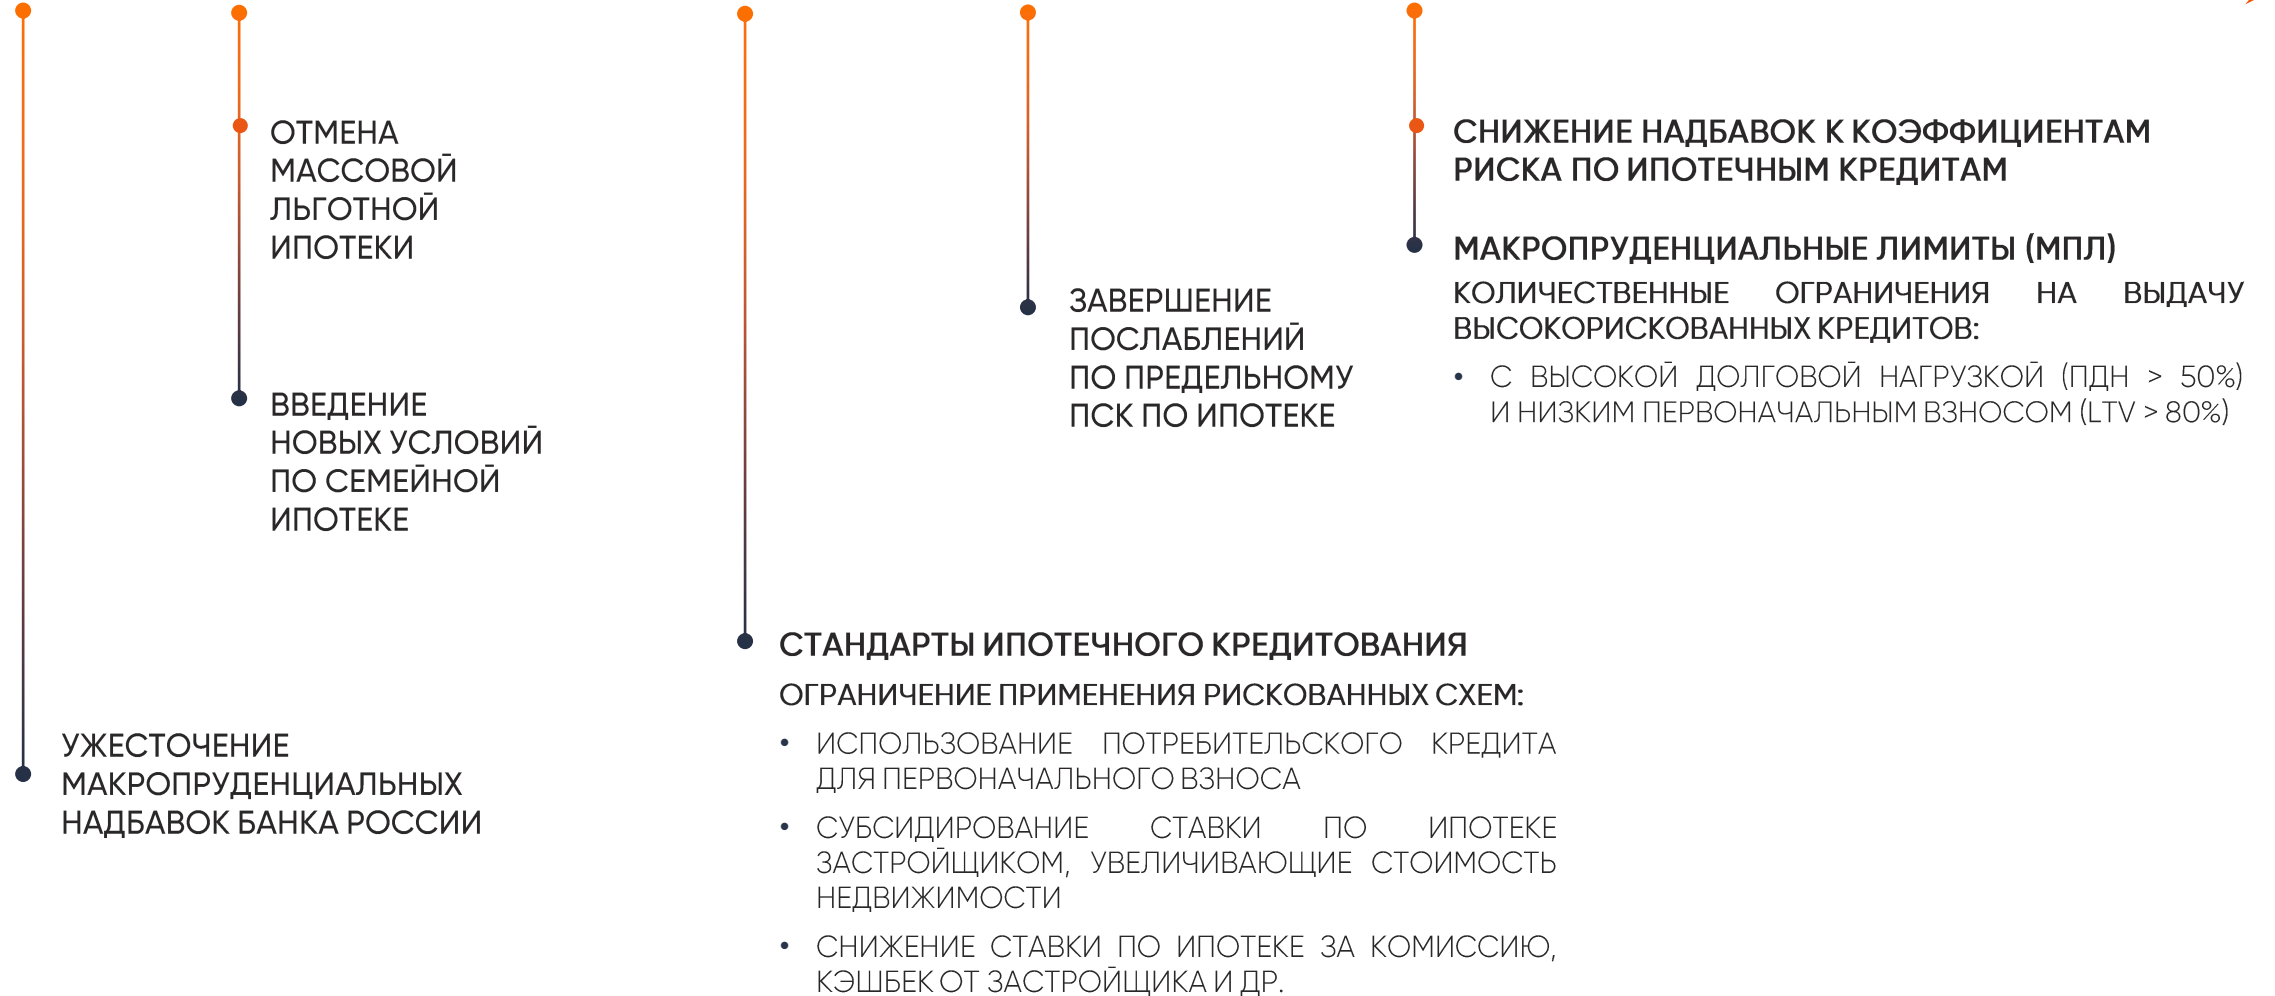 ОТМЕНА
МАССОВОЙ
ЛЬГОТНОЙ
ИПОТЕКИ
ВВЕДЕНИЕ
НОВЫХ УСЛОВИЙ
ПО СЕМЕЙНОЙ
ИПОТЕКЕ
УЖЕСТОЧЕНИЕ
МАКРОПРУДЕНЦИАЛЬНЫХ
НАДБАВОК БАНКА РОССИИ
СТАНДАРТЫ ИПОТЕЧНОГО КРЕДИТОВАНИЯ
ОГРАНИЧЕНИЕ ПРИМЕНЕНИЯ РИСКОВАННЫХ СХЕМ:
• ИСПОЛЬЗОВАНИЕ ПОТРЕБИТЕЛЬСКОГО КРЕДИТА
ДЛЯ ПЕРВОНАЧАЛЬНОГО ВЗНОСА
• СУБСИДИРОВАНИЕ СТАВКИ ПО ИПОТЕКЕ
ЗАСТРОЙЩИКОМ, УВЕЛИЧИВАЮЩИЕ СТОИМОСТЬ
НЕДВИЖИМОСТИ
• СНИЖЕНИЕ СТАВКИ ПО ИПОТЕКЕ ЗА КОМИССИЮ,
КЭШБЕК ОТ ЗАСТРОЙЩИКА И ДР.
ЗАВЕРШЕНИЕ
ПОСЛАБЛЕНИЙ
ПО ПРЕДЕЛЬНОМУ
ПСК ПО ИПОТЕКЕ
СНИЖЕНИЕ НАДБАВОК К КОЭФФИЦИЕНТАМ
РИСКА ПО ИПОТЕЧНЫМ КРЕДИТАМ
МАКРОПРУДЕНЦИАЛЬНЫЕ ЛИМИТЫ (МПЛ)
КОЛИЧЕСТВЕННЫЕ ОГРАНИЧЕНИЯ НА ВЫДАЧУ
ВЫСОКОРИСКОВАННЫХ КРЕДИТОВ:
• С ВЫСОКОЙ ДОЛГОВОЙ НАГРУЗКОЙ (ПДН > 50%)
И НИЗКИМ ПЕРВОНАЧАЛЬНЫМ ВЗНОСОМ (LTV > 80%)